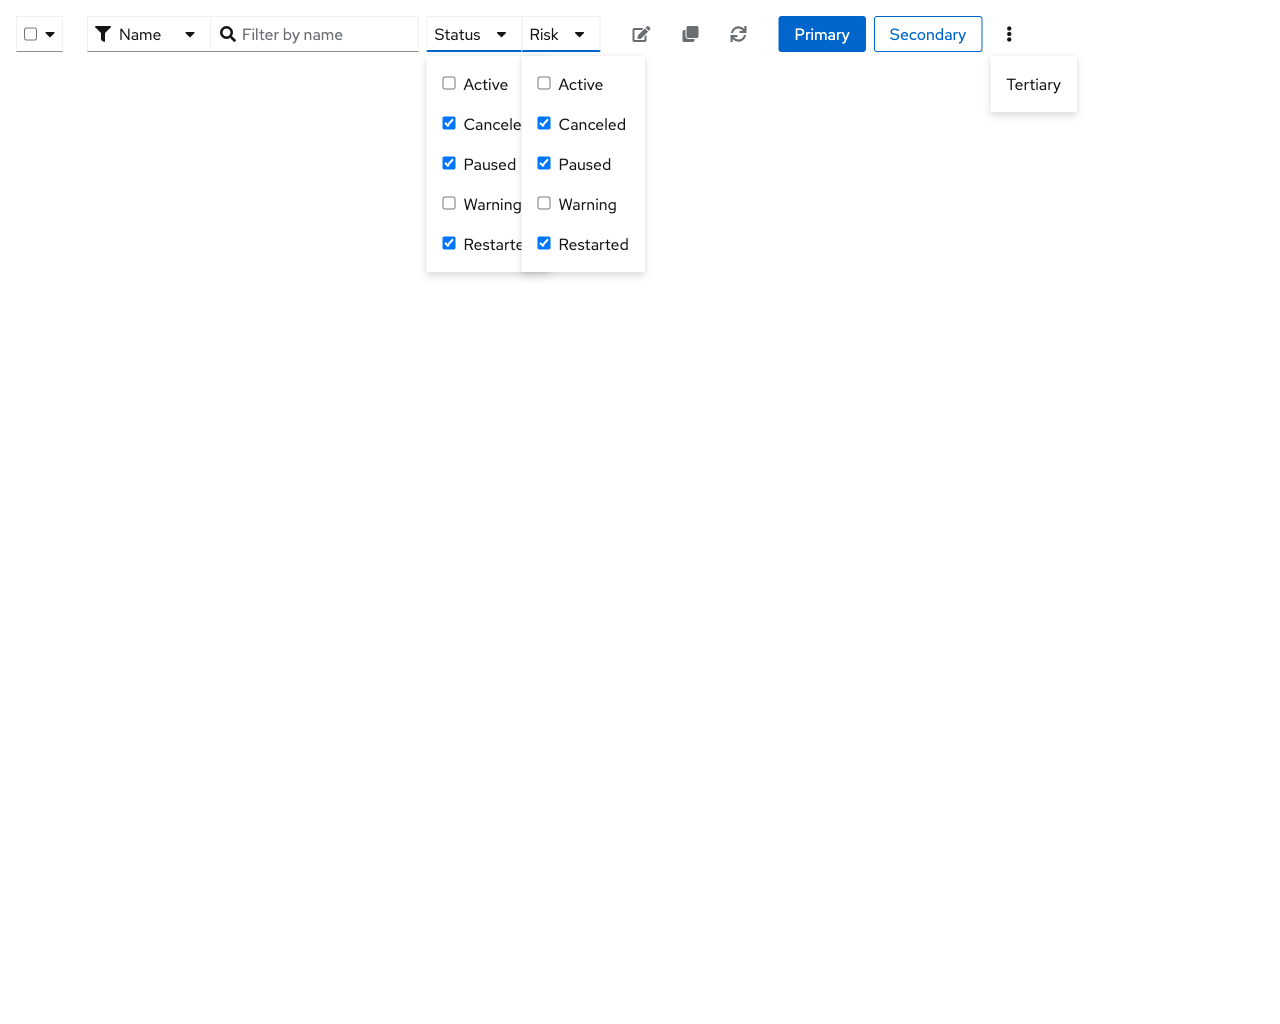 Name Filter by name Status Risk Primary Secondary
Active Active Tertiary
Cancele Canceled
Paused Paused
Warning Warning
Restarte Restarted